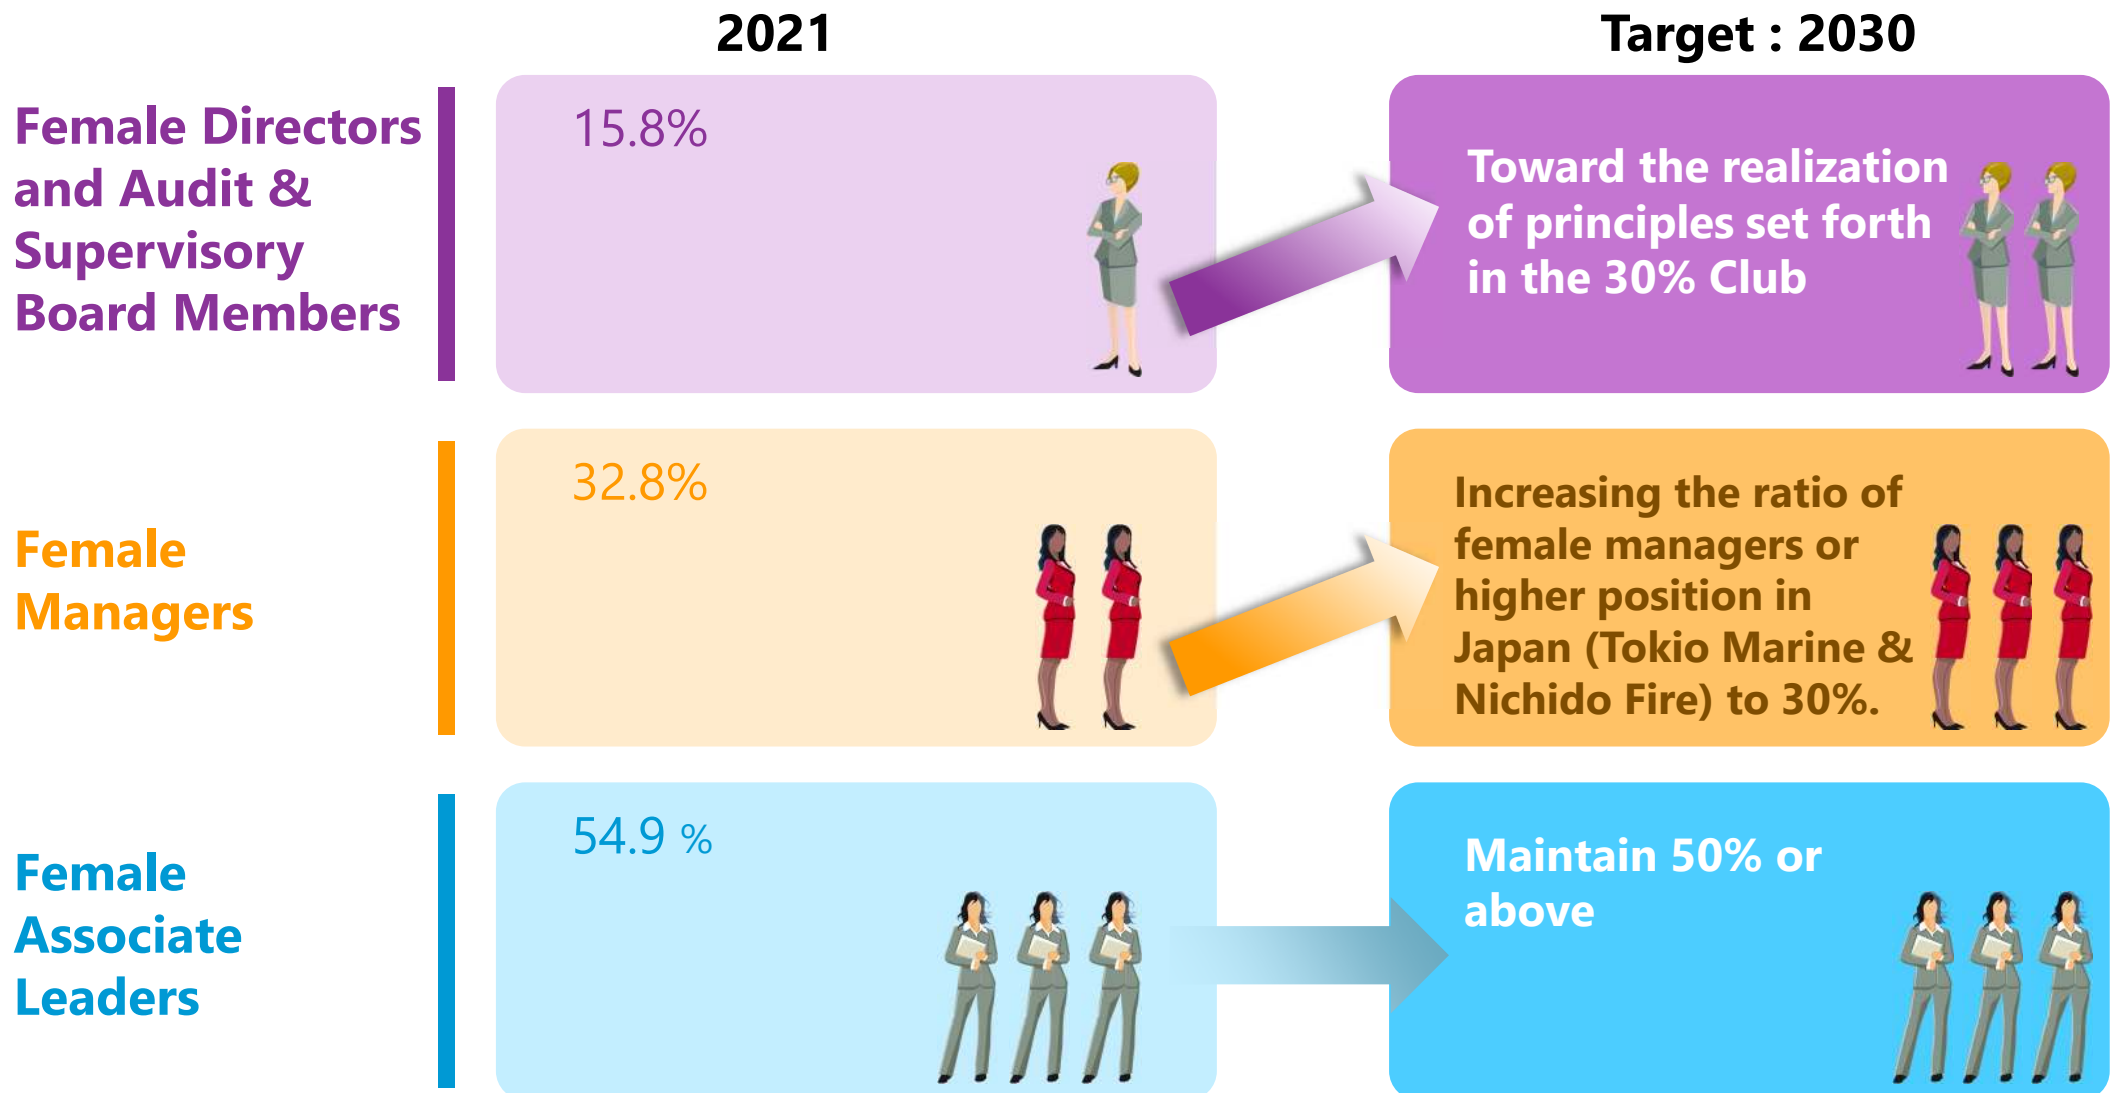 2021
Target : 2030
Female Directors
and Audit &
Supervisory
Board Members
15.8%
Toward the realization
of principles set forth
in the 30% Club
Female
Managers
32.8%
Increasing the ratio of
female managers or
higher position in
Japan (Tokio Marine &
Nichido Fire) to 30%.
Female
Associate
Leaders
54.9 %
Maintain 50% or
above